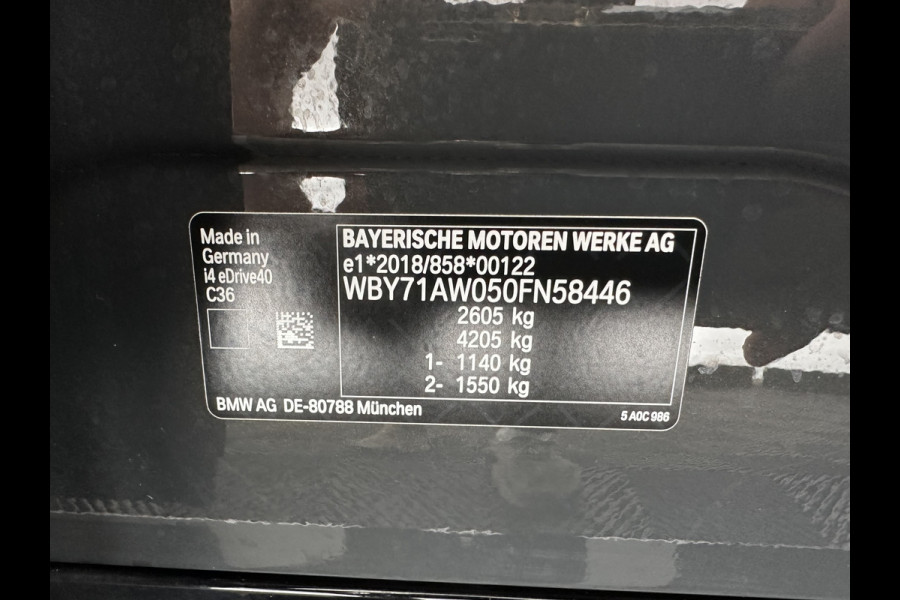 Made in
Germany
i4 eDrive40
C36
BAYERISCHE MOTOREN WERKE AG
e1*2018/858*00122
WBY71AW050FN58446
2605 kg
4205 kg
1- 1140 kg
2- 1550 kg
BMW AG DE-80788 München
5 A0C 986